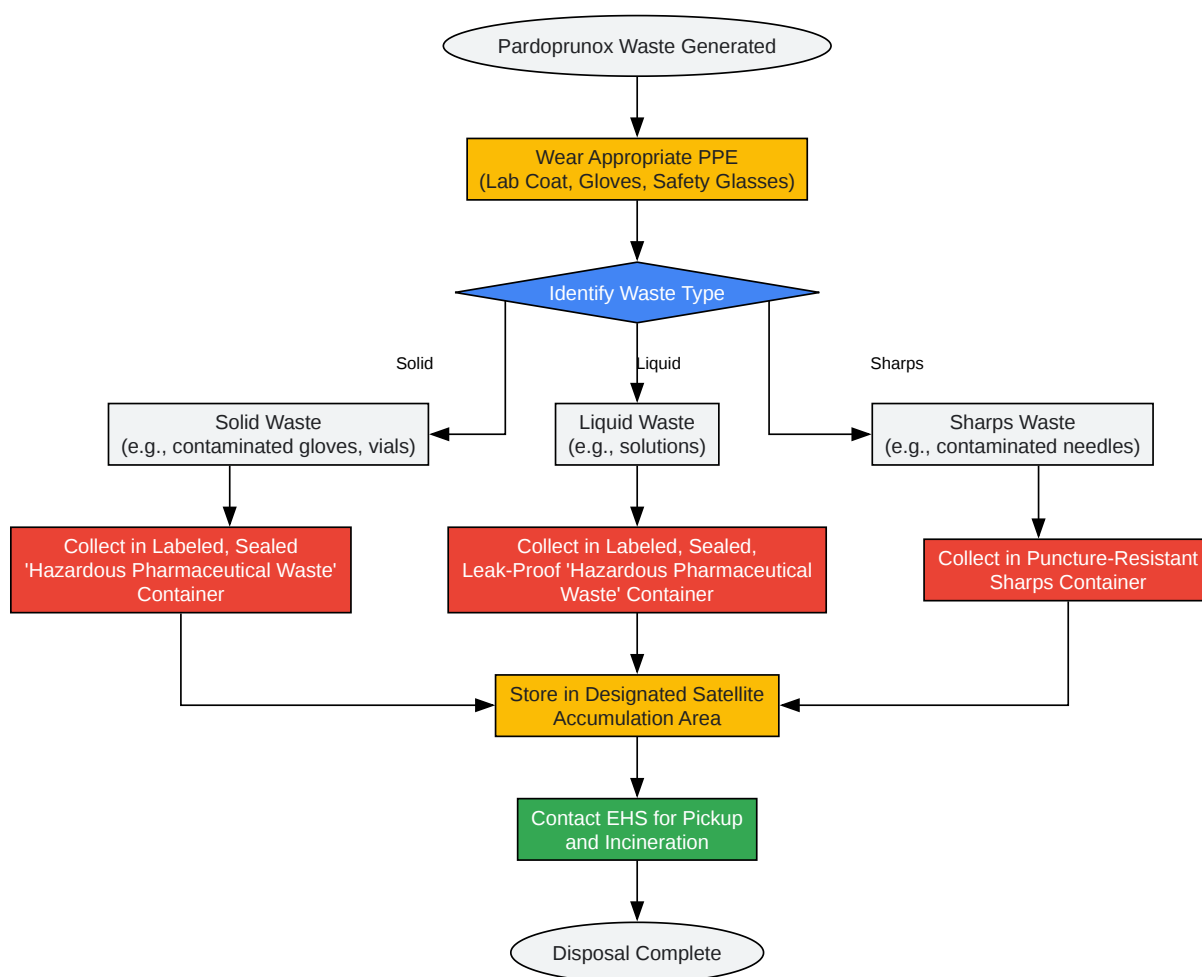 Pardoprunox Waste Generated
Wear Appropriate PPE
(Lab Coat, Gloves, Safety Glasses)
Identify Waste Type
Solid
Liquid
Sharps
Solid Waste
(e.g., contaminated gloves, vials)
Liquid Waste
(e.g., solutions)
Sharps Waste
(e.g., contaminated needles)
Collect in Labeled, Sealed
'Hazardous Pharmaceutical Waste'
Container
Collect in Labeled, Sealed,
Leak-Proof 'Hazardous Pharmaceutical
Waste' Container
Collect in Puncture-Resistant
Sharps Container
Store in Designated Satellite
Accumulation Area
Contact EHS for Pickup
and Incineration
Disposal Complete